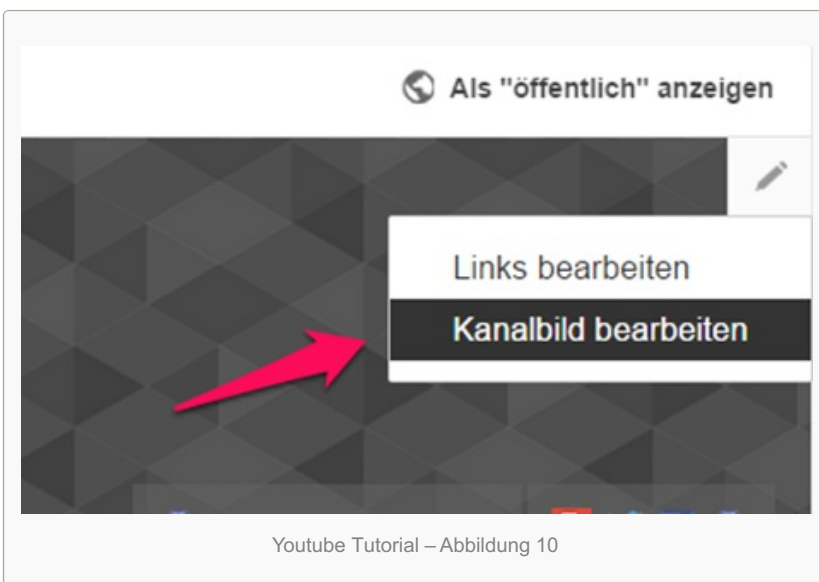 Als "öffentlich" anzeigen
Links bearbeiten
Kanalbild bearbeiten
Youtube Tutorial – Abbildung 10